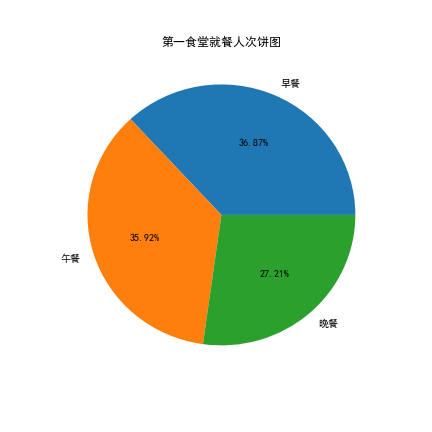 第一食堂就餐人次饼图
早餐
36.87%
35.92%
午餐
27.21%
晚餐